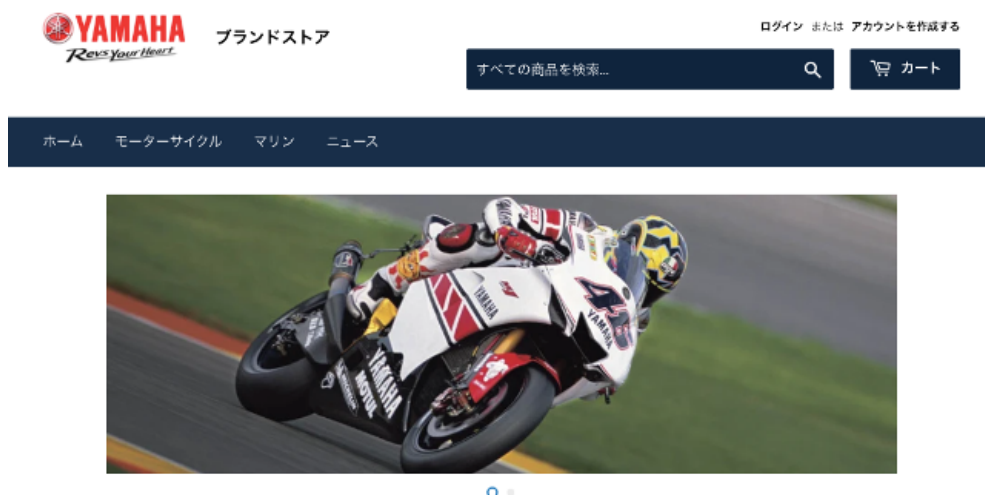 YAMAHA
Revs Your Heart
ブランドストア
ログイン または アカウントを作成する
すべての商品を検索...
カート
ホーム モーターサイクル マリン ニュース
YAMAHA
YAMAHA
46
YAMAHA
YAMAHA
MOTUL
MICHELIN